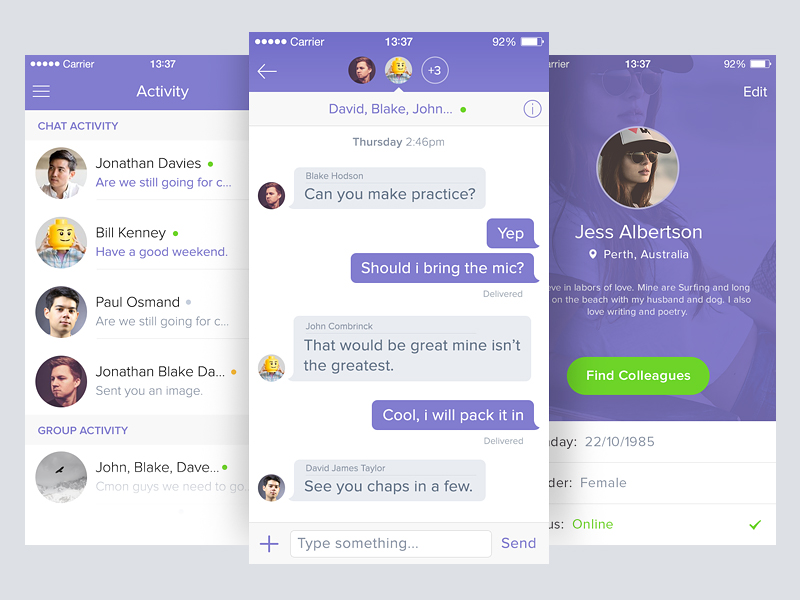 Carrier
13:37
Activity
CHAT ACTIVITY
Jonathan Davies
Are we still going for c...
Bill Kenney
Have a good weekend.
Paul Osmand
Are we still going for c...
Jonathan Blake Da...
Sent you an image.
GROUP ACTIVITY
John, Blake, Dave...
Cmon guys we need to go.
Carrier
13:37
92%
+3
David, Blake, John...
Thursday 2:46pm
Blake Hodson
Can you make practice?
Yep
Should i bring the mic?
Delivered
John Combrinck
That would be great mine isn't
the greatest.
Cool, i will pack it in
Delivered
David James Taylor
See you chaps in a few.
Type something...
Send
rrier
13:37
92%
Edit
Jess Albertson
Perth, Australia
ve in labors of love. Mine are Surfing and long
on the beach with my husband and dog. I also
love writing and poetry.
Find Colleagues
day: 22/10/1985
der: Female
us: Online